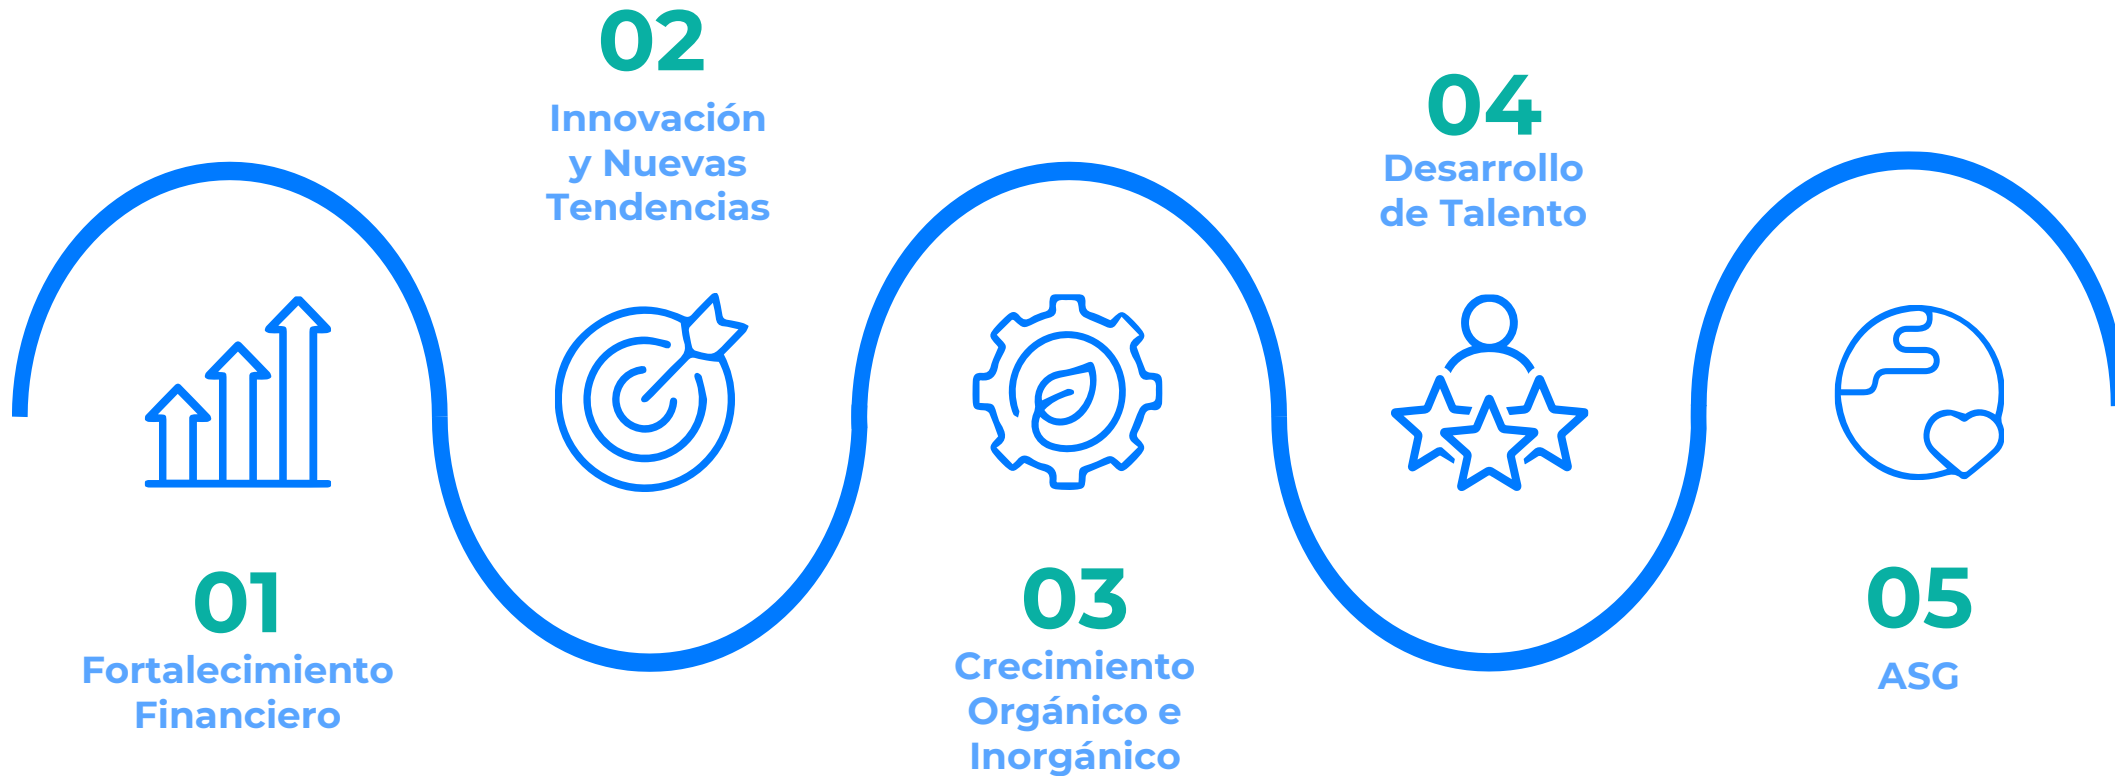 01
Fortalecimiento
Financiero
02
Innovación
y Nuevas
Tendencias
03
Crecimiento
Orgánico e
Inorgánico
04
Desarrollo
de Talento
05
ASG